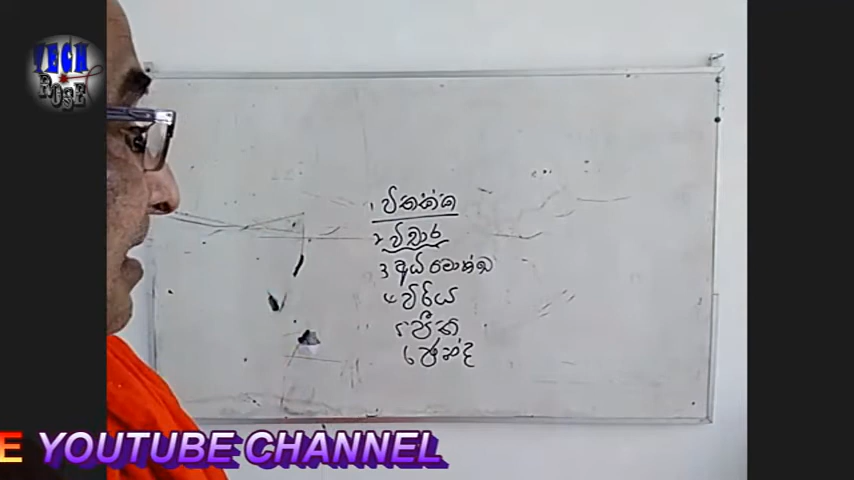 TECH
ROSE
1 විතක්ක
2 විචාර
3 අධිමොක්ඛ
4 විරිය
5 පීති
6 ඡන්ද
E YOUTUBE CHANNEL